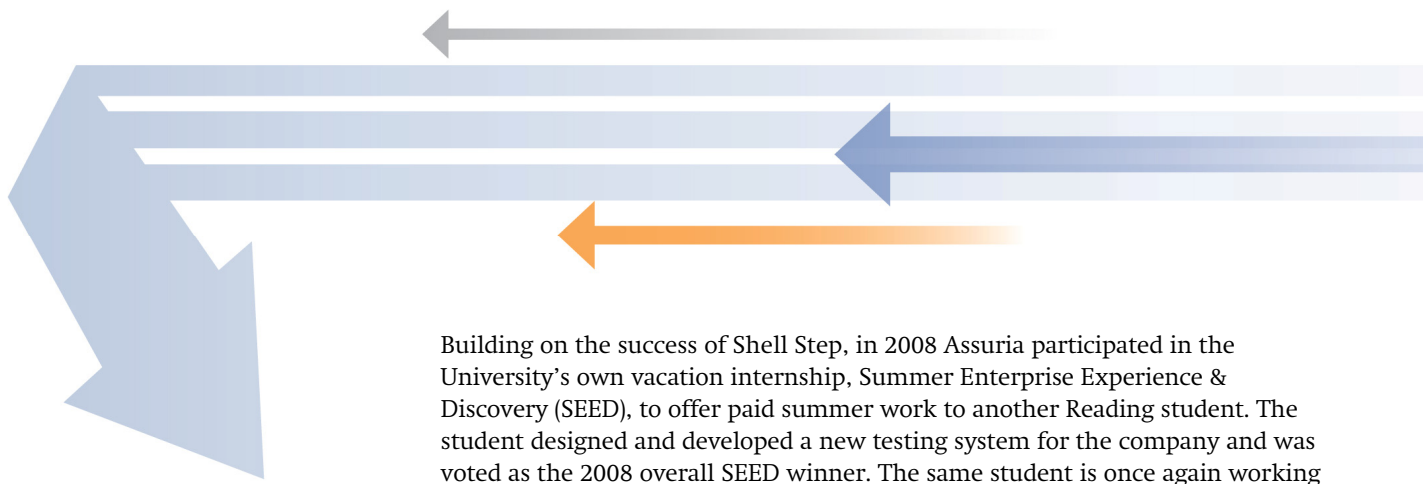 Building on the success of Shell Step, in 2008 Assuria participated in the
University’s own vacation internship, Summer Enterprise Experience &
Discovery (SEED), to offer paid summer work to another Reading student. The
student designed and developed a new testing system for the company and was
voted as the 2008 overall SEED winner. The same student is once again working